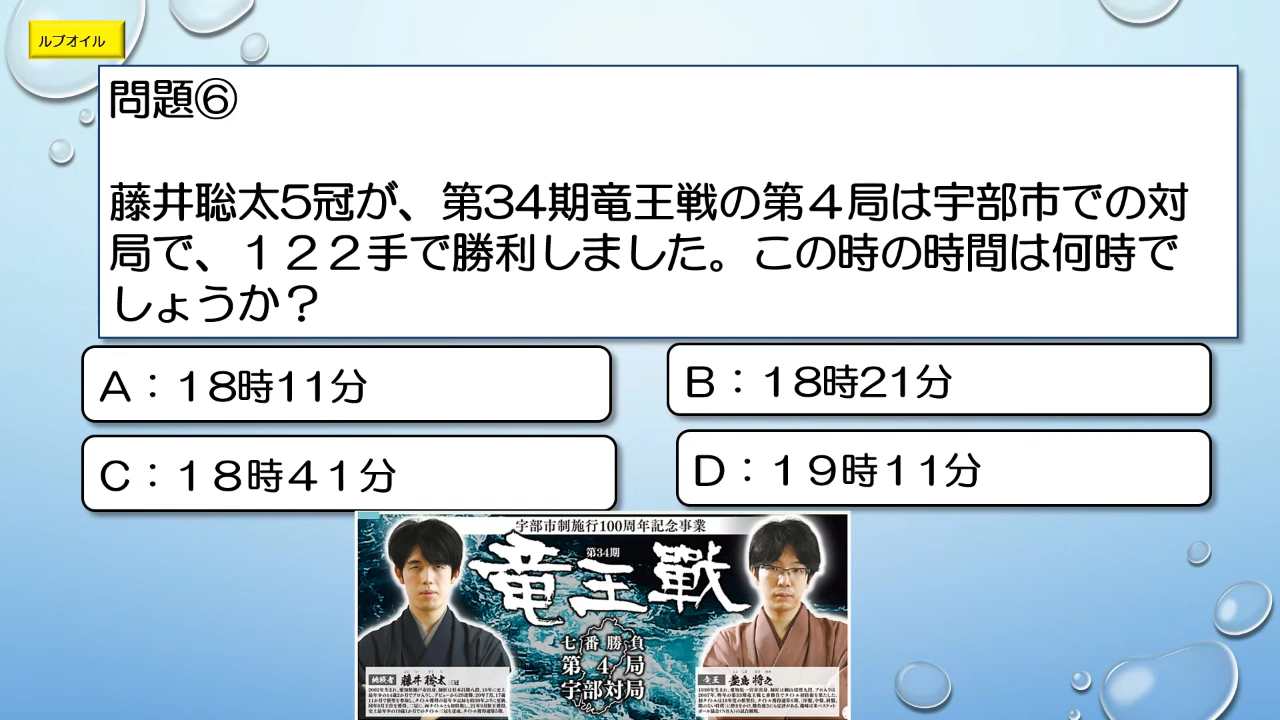 ルブオイル
問題⑥
藤井聡太5冠が、第34期竜王戦の第４局は宇部市での対
局で、１２２手で勝利しました。この時の時間は何時で
しょうか？
A：１8時11分
B：１8時21分
C：１８時４１分
D：１９時１１分
宇部市制施行100周年記念事業
第34期
竜王戦
七番勝負
第4局
宇部対局
挑戦者 藤井聡太 三冠
竜王 豊島将之